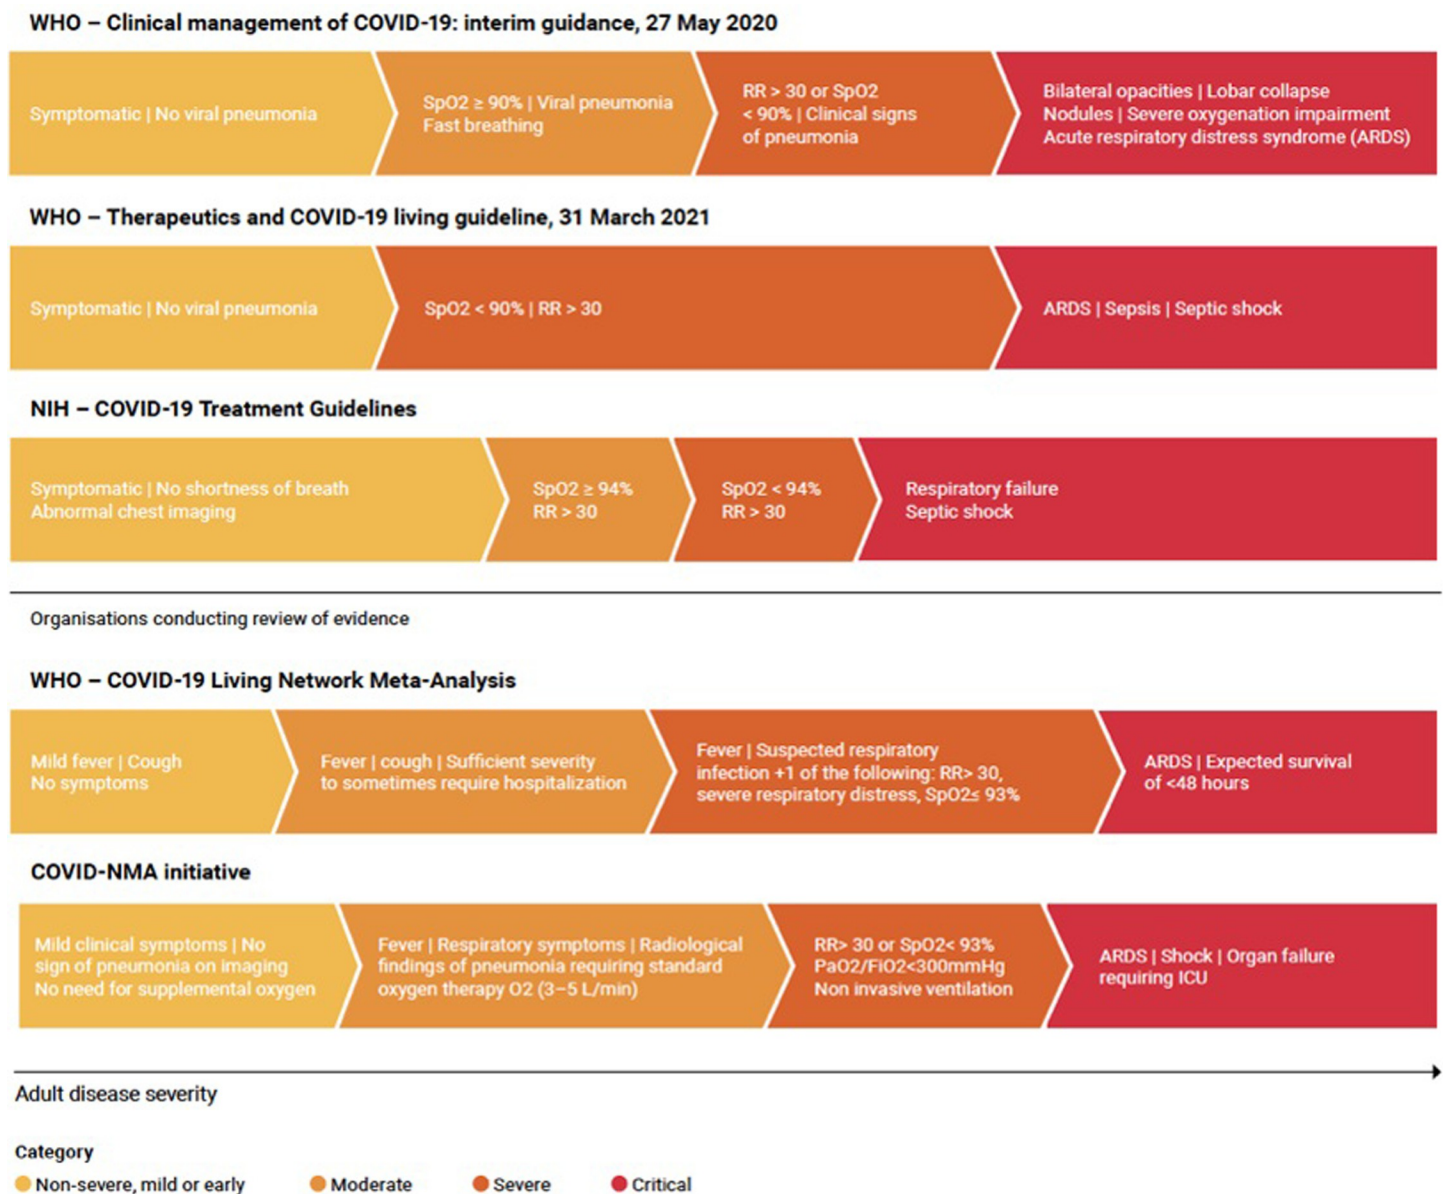 WHO – Clinical management of COVID-19: interim guidance, 27 May 2020
Symptomatic | No viral pneumonia
SpO2 ≥ 90% | Viral pneumonia
Fast breathing
RR > 30 or SpO2
< 90% | Clinical signs
of pneumonia
Bilateral opacities | Lobar collapse
Nodules | Severe oxygenation impairment
Acute respiratory distress syndrome (ARDS)
WHO – Therapeutics and COVID-19 living guideline, 31 March 2021
Symptomatic | No viral pneumonia
SpO2 < 90% | RR > 30
ARDS | Sepsis | Septic shock
NIH – COVID-19 Treatment Guidelines
Symptomatic | No shortness of breath
Abnormal chest imaging
SpO2 ≥ 94%
RR > 30
SpO2 < 94%
RR > 30
Respiratory failure
Septic shock
Organisations conducting review of evidence
WHO – COVID-19 Living Network Meta-Analysis
Mild fever | Cough
No symptoms
Fever | cough | Sufficient severity
to sometimes require hospitalization
Fever | Suspected respiratory
infection +1 of the following: RR> 30,
severe respiratory distress, SpO2≤ 93%
ARDS | Expected survival
of <48 hours
COVID-NMA initiative
Mild clinical symptoms | No
sign of pneumonia on imaging
No need for supplemental oxygen
Fever | Respiratory symptoms | Radiological
findings of pneumonia requiring standard
oxygen therapy O2 (3–5 L/min)
RR> 30 or SpO2< 93%
PaO2/FiO2<300mmHg
Non invasive ventilation
ARDS | Shock | Organ failure
requiring ICU
Adult disease severity
Category
Non-severe, mild or early
Moderate
Severe
Critical